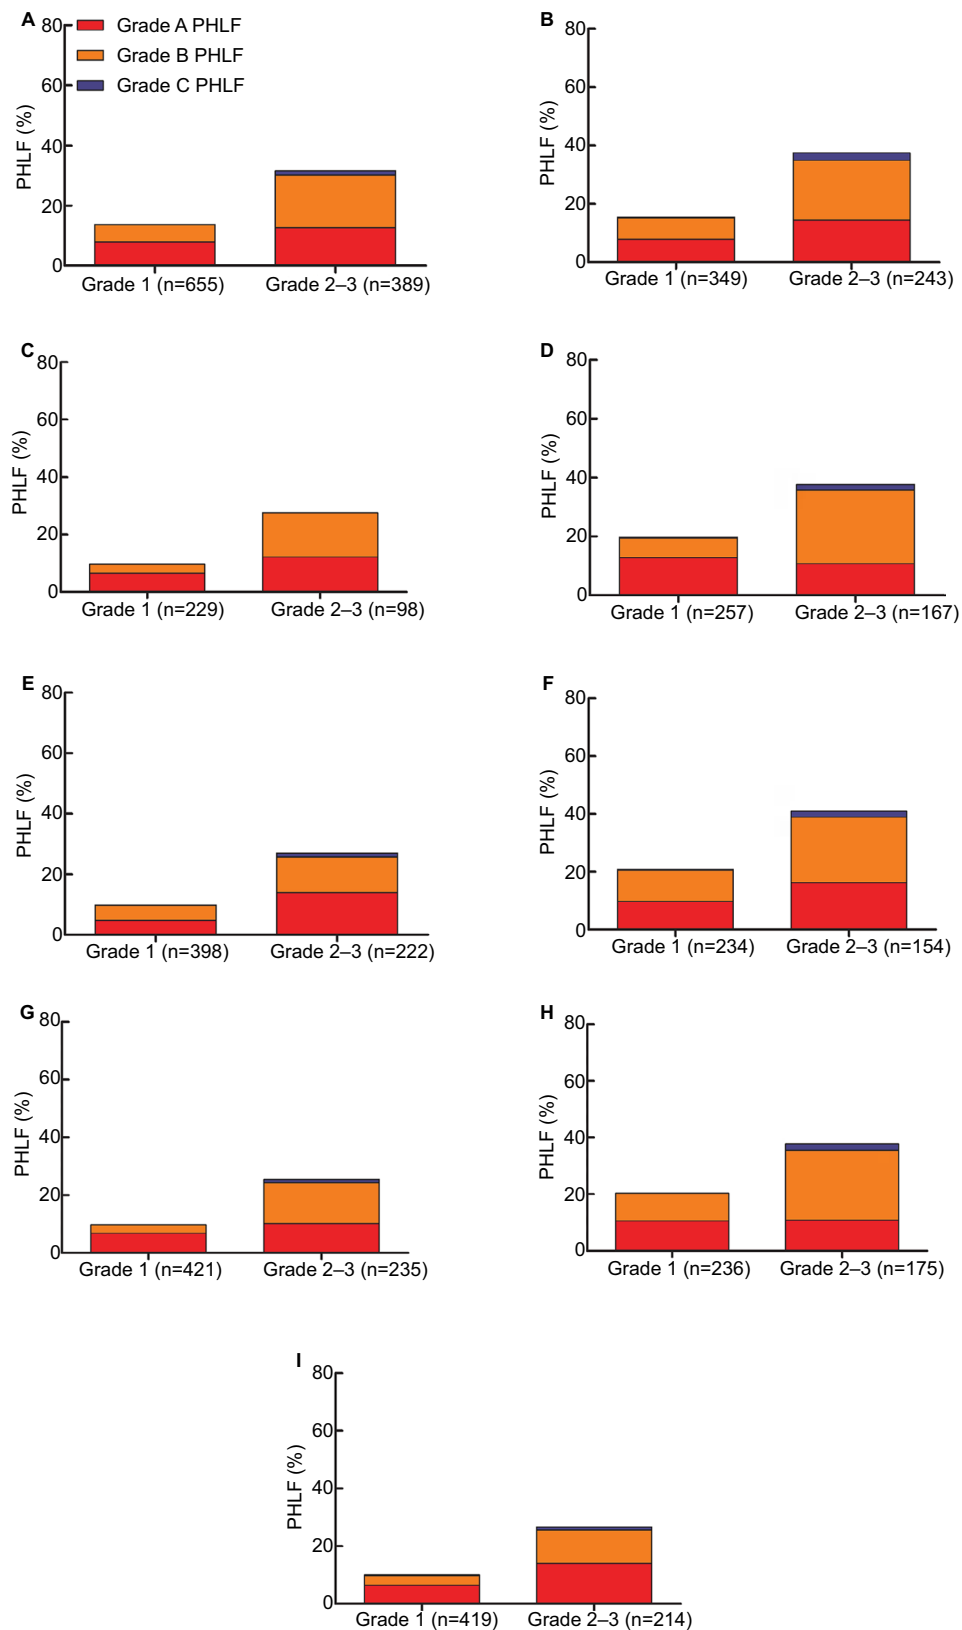 A
80
60
40
20
0
PHLF (%)
Grade A PHLF
Grade B PHLF
Grade C PHLF
Grade 1 (n=655)
Grade 2–3 (n=389)
B
80
60
40
20
0
PHLF (%)
Grade 1 (n=349)
Grade 2–3 (n=243)
C
80
60
40
20
0
PHLF (%)
Grade 1 (n=229)
Grade 2–3 (n=98)
D
80
60
40
20
0
PHLF (%)
Grade 1 (n=257)
Grade 2–3 (n=167)
E
80
60
40
20
0
PHLF (%)
Grade 1 (n=398)
Grade 2–3 (n=222)
F
80
60
40
20
0
PHLF (%)
Grade 1 (n=234)
Grade 2–3 (n=154)
G
80
60
40
20
0
PHLF (%)
Grade 1 (n=421)
Grade 2–3 (n=235)
H
80
60
40
20
0
PHLF (%)
Grade 1 (n=236)
Grade 2–3 (n=175)
I
80
60
40
20
0
PHLF (%)
Grade 1 (n=419)
Grade 2–3 (n=214)